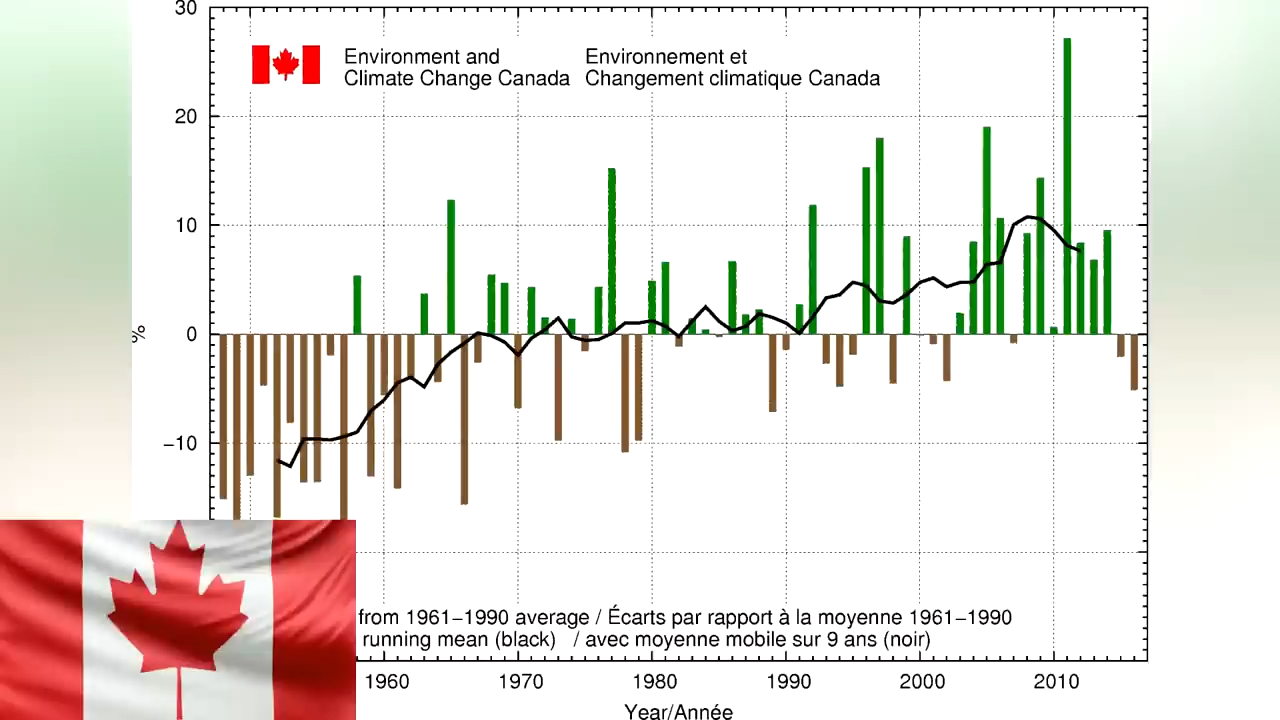 30
Environment and Environnement et
Climate Change Canada Changement climatique Canada
20
10
%
0
−10
from 1961−1990 average / Écarts par rapport à la moyenne 1961−1990
running mean (black) / avec moyenne mobile sur 9 ans (noir)
1960 1970 1980 1990 2000 2010
Year/Année